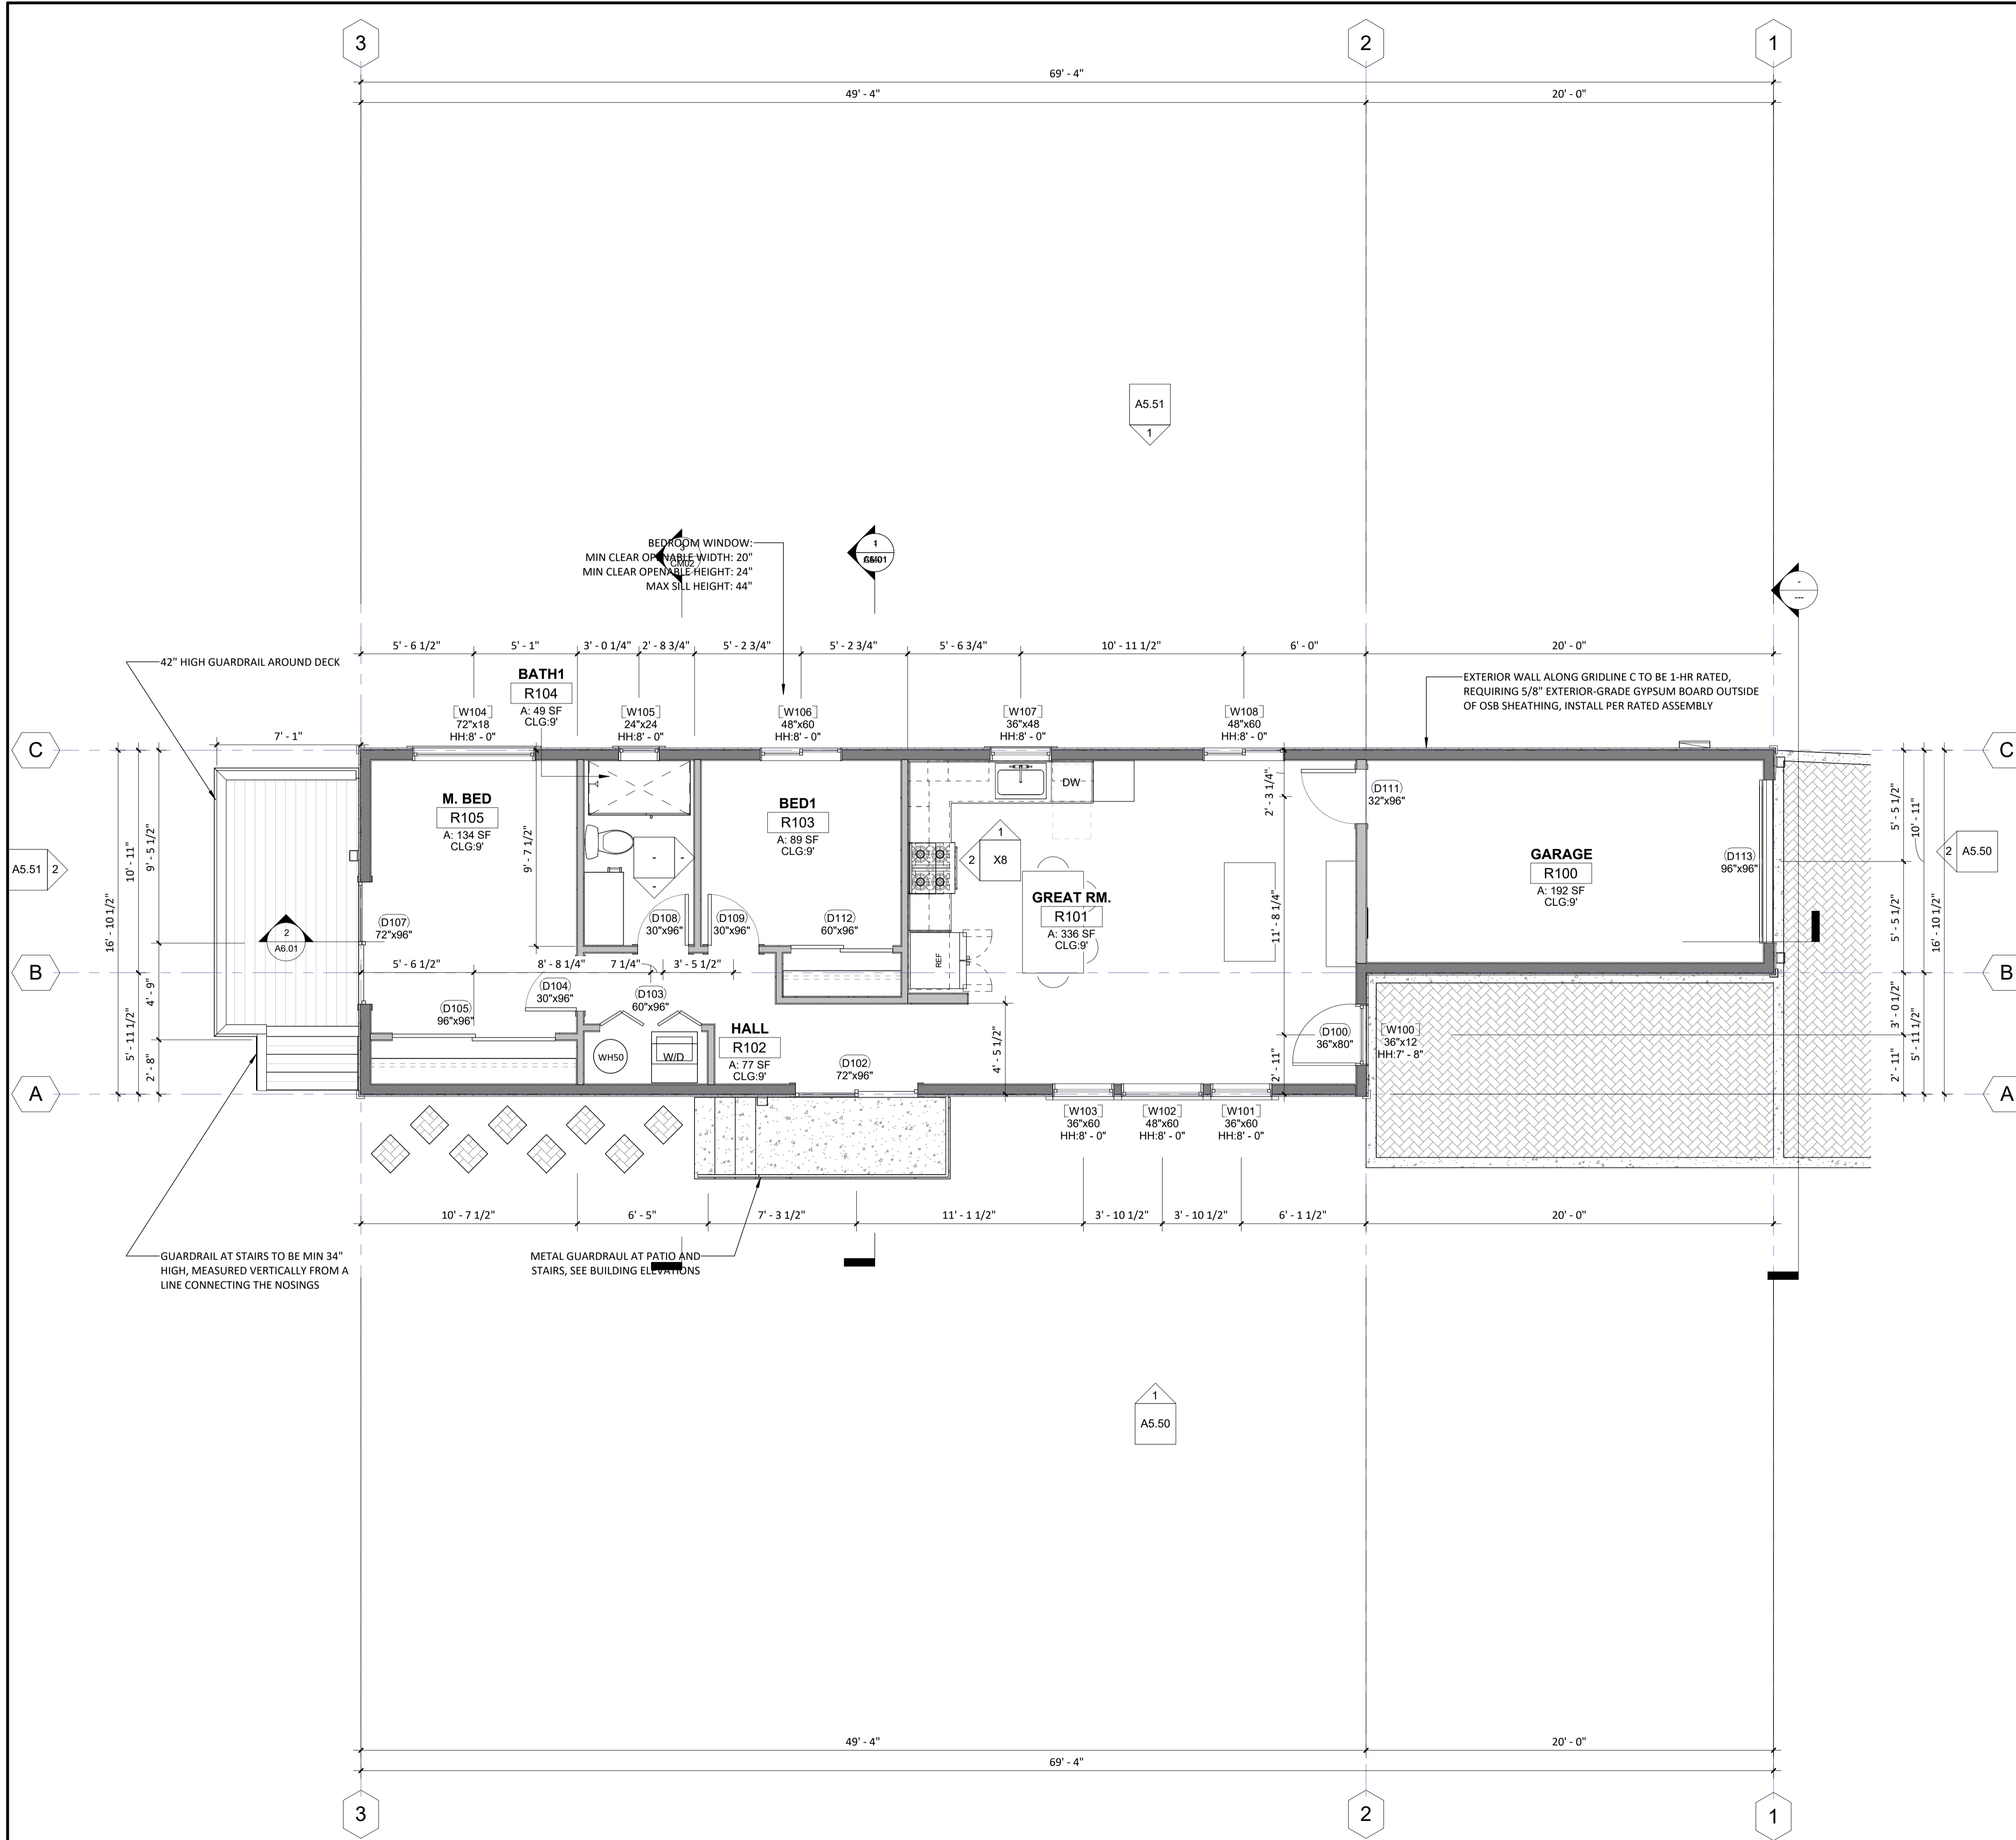 3
2
1
69' - 4"
49' - 4"
20' - 0"
A5.51
1
BEDROOM WINDOW:
MIN CLEAR OPENABLE WIDTH: 20"
MIN CLEAR OPENABLE HEIGHT: 24"
MAX SILL HEIGHT: 44"
3
CM02
1
-
---
42" HIGH GUARDRAIL AROUND DECK
5' - 6 1/2"
5' - 1"
3' - 0 1/4"
2' - 8 3/4"
5' - 2 3/4"
5' - 2 3/4"
5' - 6 3/4"
10' - 11 1/2"
6' - 0"
20' - 0"
EXTERIOR WALL ALONG GRIDLINE C TO BE 1-HR RATED,
REQUIRING 5/8" EXTERIOR-GRADE GYPSUM BOARD OUTSIDE
OF OSB SHEATHING, INSTALL PER RATED ASSEMBLY
BATH1
R104
A: 49 SF
CLG:9'
W104
72"x18
HH:8' - 0"
W105
24"x24
HH:8' - 0"
W106
48"x60
HH:8' - 0"
W107
36"x48
HH:8' - 0"
W108
48"x60
HH:8' - 0"
7' - 1"
C
C
M. BED
R105
A: 134 SF
CLG:9'
BED1
R103
A: 89 SF
CLG:9'
DW
2' - 3 1/4"
D111
32"x96"
GARAGE
R100
A: 192 SF
CLG:9'
D113
96"x96"
5' - 5 1/2"
10' - 11"
A5.51
2
16' - 10 1/2"
10' - 11"
9' - 5 1/2"
9' - 7 1/2"
-
-
-
1
2
X8
GREAT RM.
R101
A: 336 SF
CLG:9'
11' - 8 1/4"
2
A5.50
5' - 5 1/2"
16' - 10 1/2"
2
A6.01
D107
72"x96"
D108
30"x96"
D109
30"x96"
D112
60"x96"
REF
B
B
5' - 6 1/2"
8' - 8 1/4"
7 1/4"
3' - 5 1/2"
4' - 9"
5' - 11 1/2"
2' - 8"
D104
30"x96"
D103
60"x96"
D105
96"x96"
WH50
W/D
HALL
R102
A: 77 SF
CLG:9'
D102
72"x96"
4' - 5 1/2"
2' - 11"
D100
36"x80"
W100
36"x12
HH:7' - 8"
3' - 0 1/2"
5' - 11 1/2"
2' - 11"
A
A
W103
36"x60
HH:8' - 0"
W102
48"x60
HH:8' - 0"
W101
36"x60
HH:8' - 0"
10' - 7 1/2"
6' - 5"
7' - 3 1/2"
11' - 1 1/2"
3' - 10 1/2"
3' - 10 1/2"
6' - 1 1/2"
20' - 0"
GUARDRAIL AT STAIRS TO BE MIN 34"
HIGH, MEASURED VERTICALLY FROM A
LINE CONNECTING THE NOSINGS
METAL GUARDRAUL AT PATIO AND
STAIRS, SEE BUILDING ELEVATIONS
1
A5.50
49' - 4"
20' - 0"
69' - 4"
3
2
1